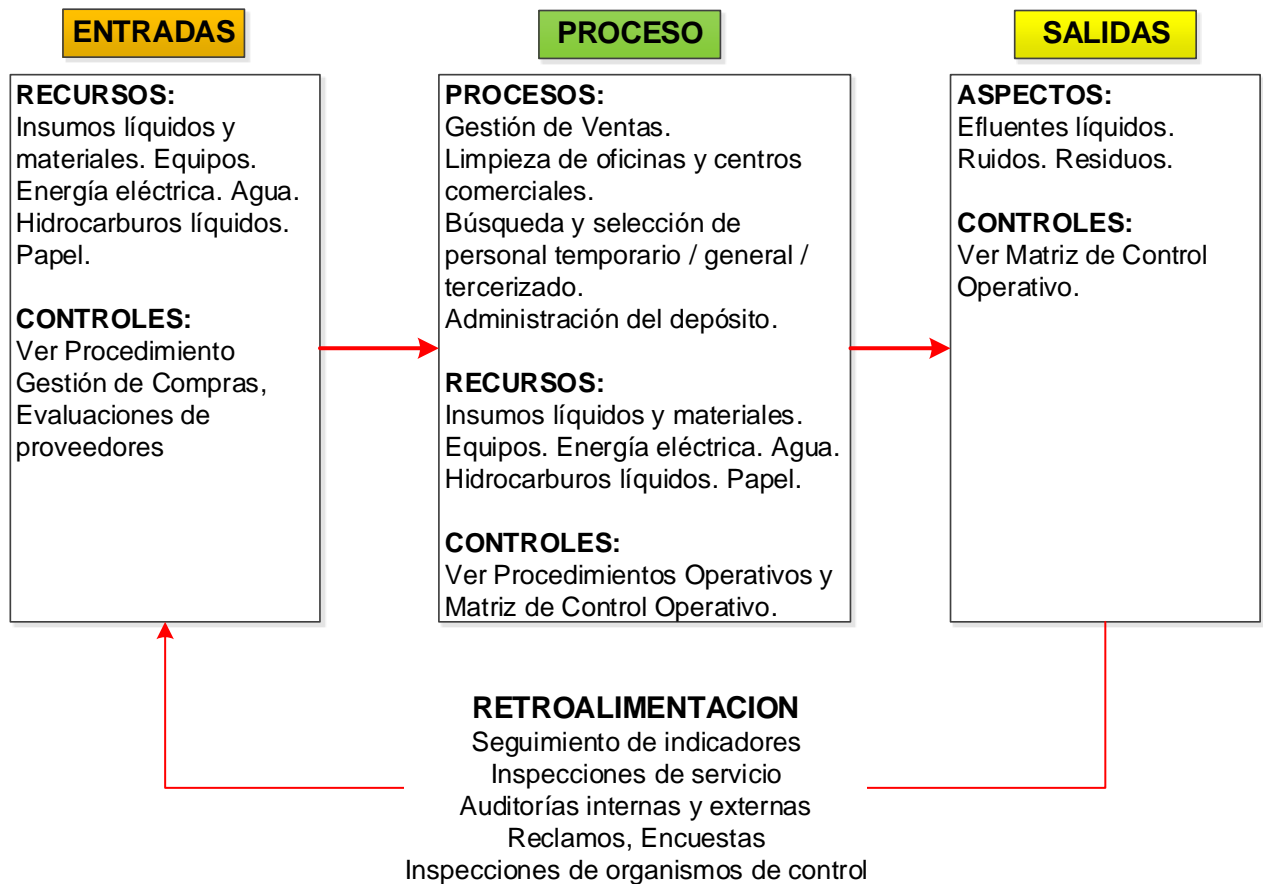 ENTRADAS
RECURSOS:
Insumos líquidos y
materiales. Equipos.
Energía eléctrica. Agua.
Hidrocarburos líquidos.
Papel.
CONTROLES:
Ver Procedimiento
Gestión de Compras,
Evaluaciones de
proveedores
PROCESO
PROCESOS:
Gestión de Ventas.
Limpieza de oficinas y centros
comerciales.
Búsqueda y selección de
personal temporario / general /
tercerizado.
Administración del depósito.
RECURSOS:
Insumos líquidos y materiales.
Equipos. Energía eléctrica. Agua.
Hidrocarburos líquidos. Papel.
CONTROLES:
Ver Procedimientos Operativos y
Matriz de Control Operativo.
SALIDAS
ASPECTOS:
Efluentes líquidos.
Ruidos. Residuos.
CONTROLES:
Ver Matriz de Control
Operativo.
RETROALIMENTACION
Seguimiento de indicadores
Inspecciones de servicio
Auditorías internas y externas
Reclamos, Encuestas
Inspecciones de organismos de control